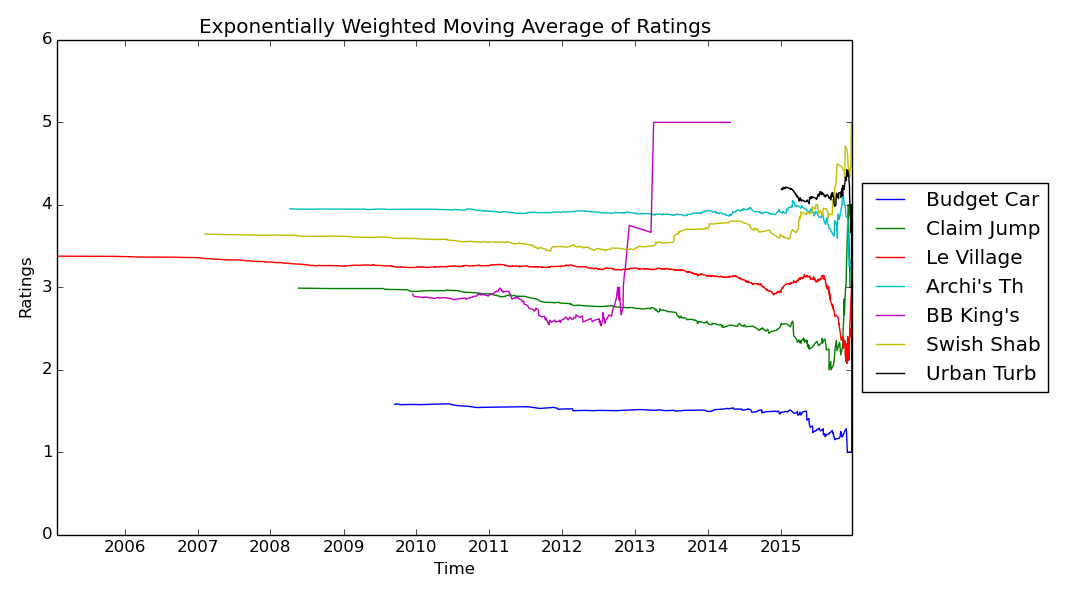 Exponentially Weighted Moving Average of Ratings
6
5
4
3
2
1
0
Ratings
2006 2007 2008 2009 2010 2011 2012 2013 2014 2015
Time
Budget Car
Claim Jump
Le Village
Archi's Th
BB King's
Swish Shab
Urban Turb